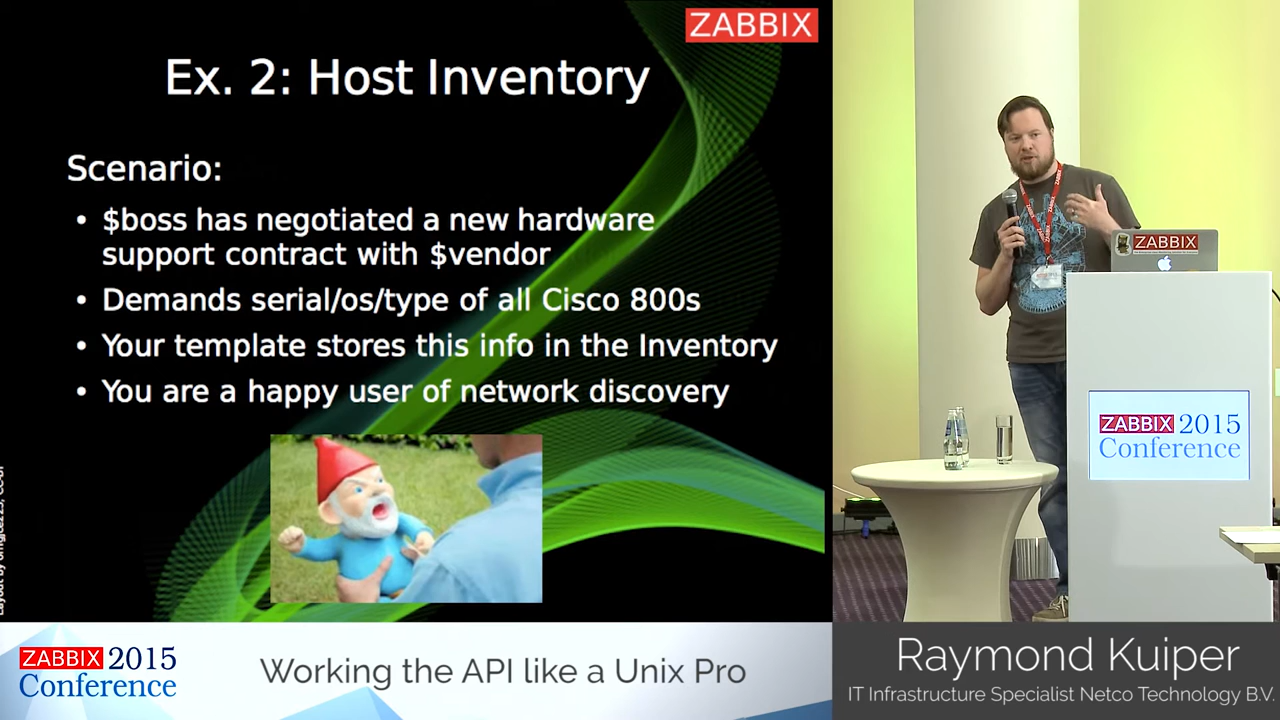 ZABBIX
Ex. 2: Host Inventory
Scenario:
• $boss has negotiated a new hardware
support contract with $vendor
• Demands serial/os/type of all Cisco 800s
• Your template stores this info in the Inventory
• You are a happy user of network discovery
ZABBIX
ZABBIX 2015
Conference
ZABBIX 2015
Conference
Working the API like a Unix Pro
Raymond Kuiper
IT Infrastructure Specialist Netco Technology B.V.